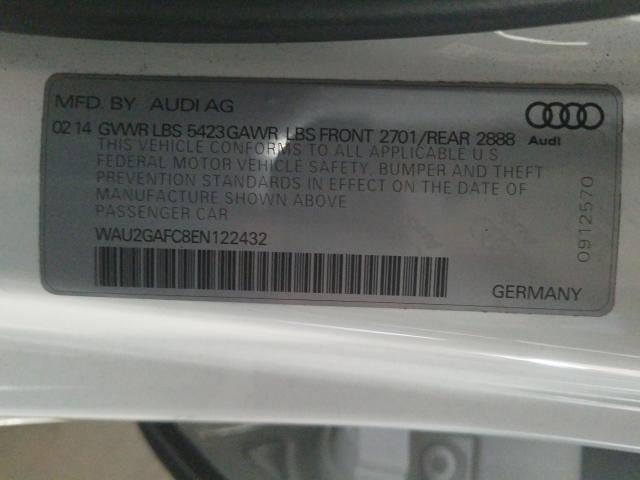 MFD. BY AUDI AG
02 14 GVWR LBS 5423 GAWR LBS FRONT 2701/REAR 2888
Audi
THIS VEHICLE CONFORMS TO ALL APPLICABLE U S
FEDERAL MOTOR VEHICLE SAFETY, BUMPER AND THEFT
PREVENTION STANDARDS IN EFFECT ON THE DATE OF
MANUFACTURE SHOWN ABOVE
PASSENGER CAR
WAU2GAFC8EN122432
GERMANY
0912570